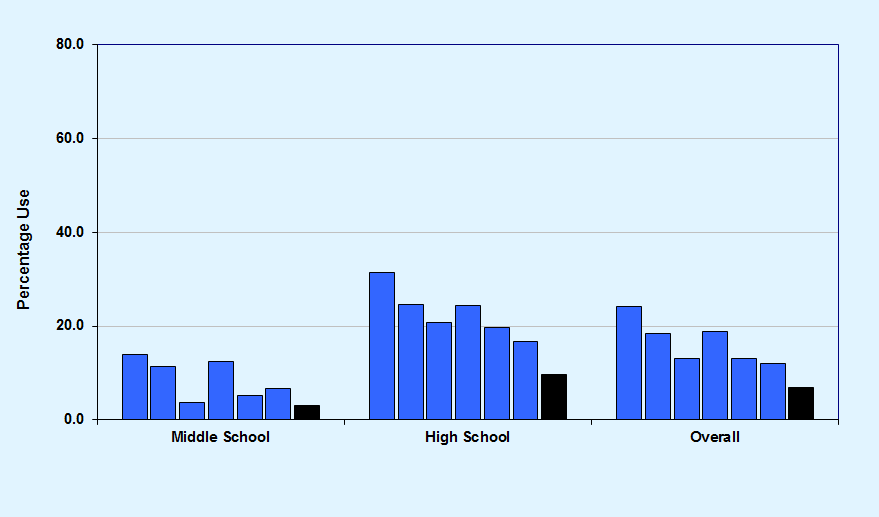 80.0
60.0
40.0
20.0
0.0
Percentage Use
Middle School
High School
Overall